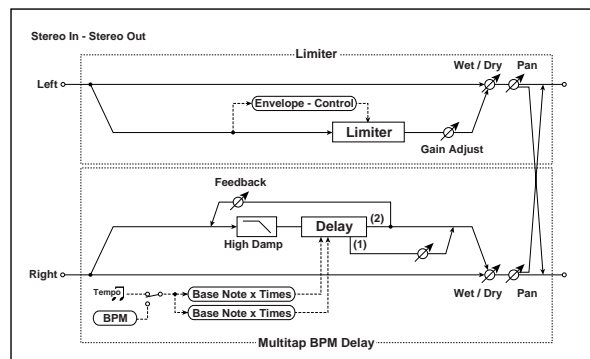 Stereo In - Stereo Out
Limiter
Wet / Dry
Pan
Left
Envelope - Control
Limiter
Gain Adjust
Feedback
High Damp
Delay
(2)
(1)
Right
Tempo
BPM
Base Note x Times
Base Note x Times
Wet / Dry
Pan
Multitap BPM Delay